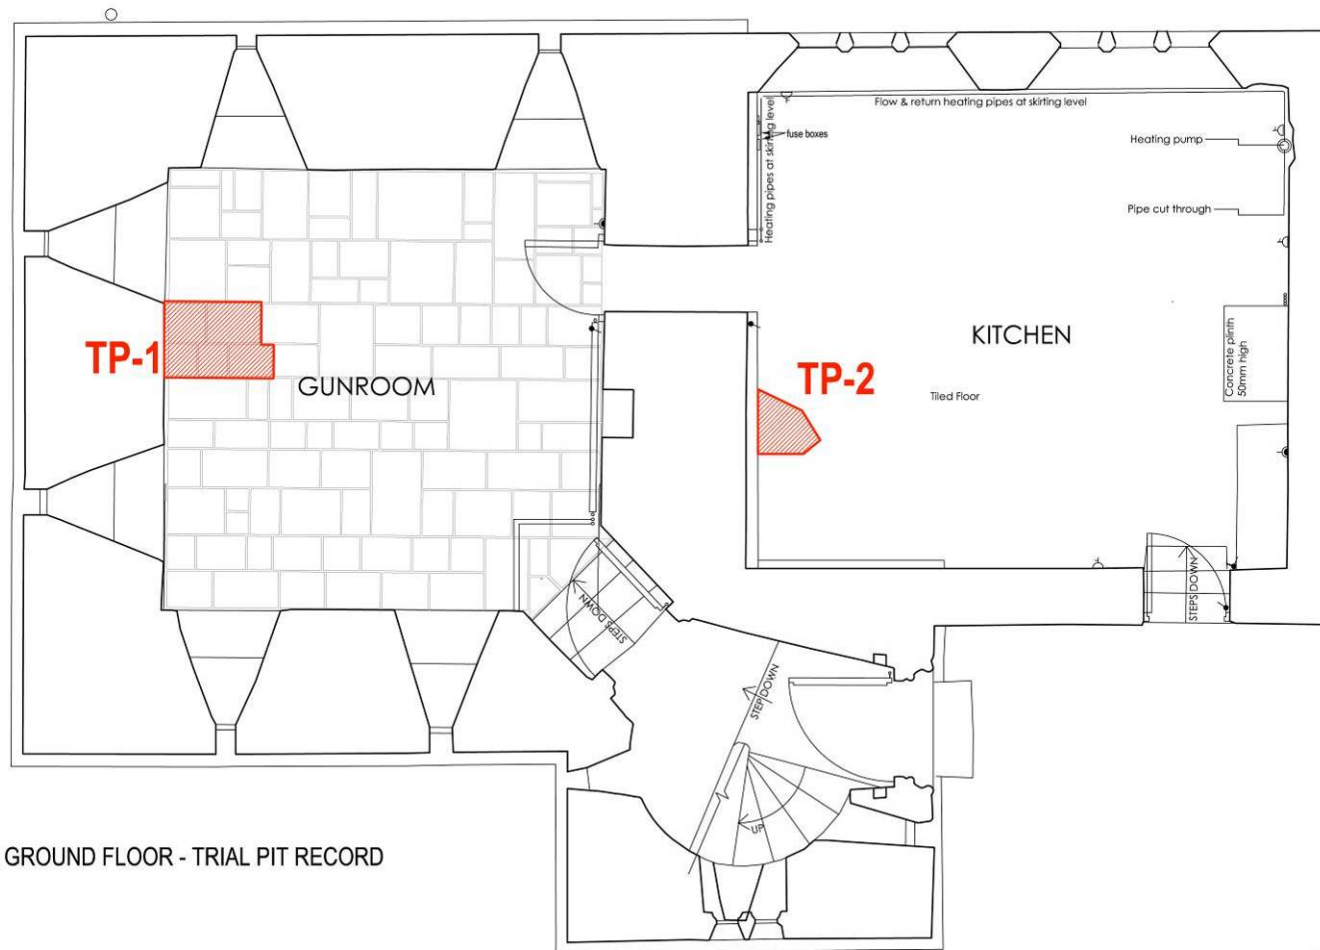 Flow & return heating pipes at skirting level
Heating pipes at skirting level
fuse boxes
Heating pump
Pipe cut through
TP-1
GUNROOM
KITCHEN
TP-2
Tiled Floor
Concrete plinth
50mm high
STEPS DOWN
STEPS DOWN
STEP DOWN
UP
GROUND FLOOR - TRIAL PIT RECORD